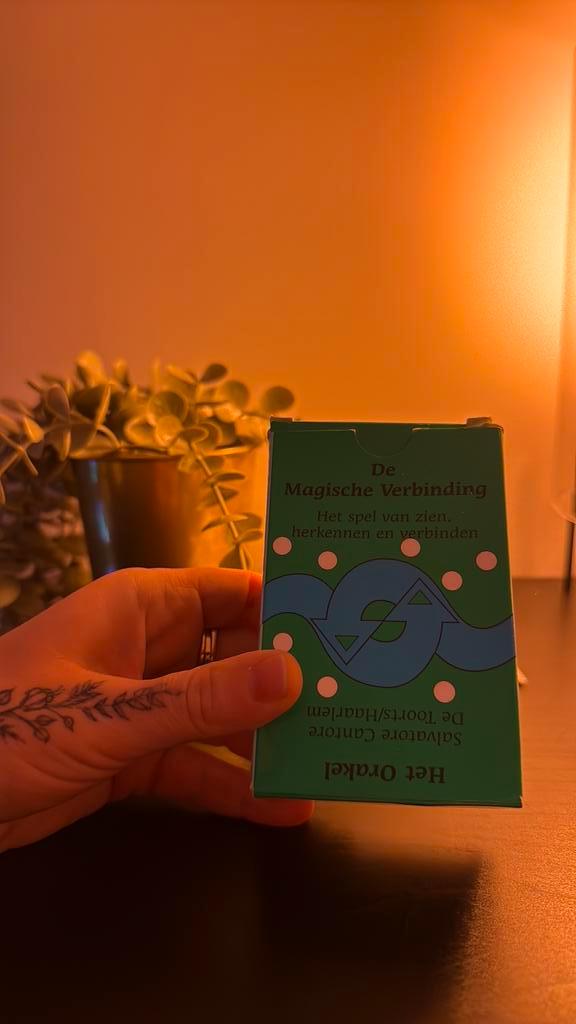 De
Magische Verbinding
Het spel van zien,
herkennen en verbinden
Het Orakel
Salvatore Cantore
De Toorts/Haarlem